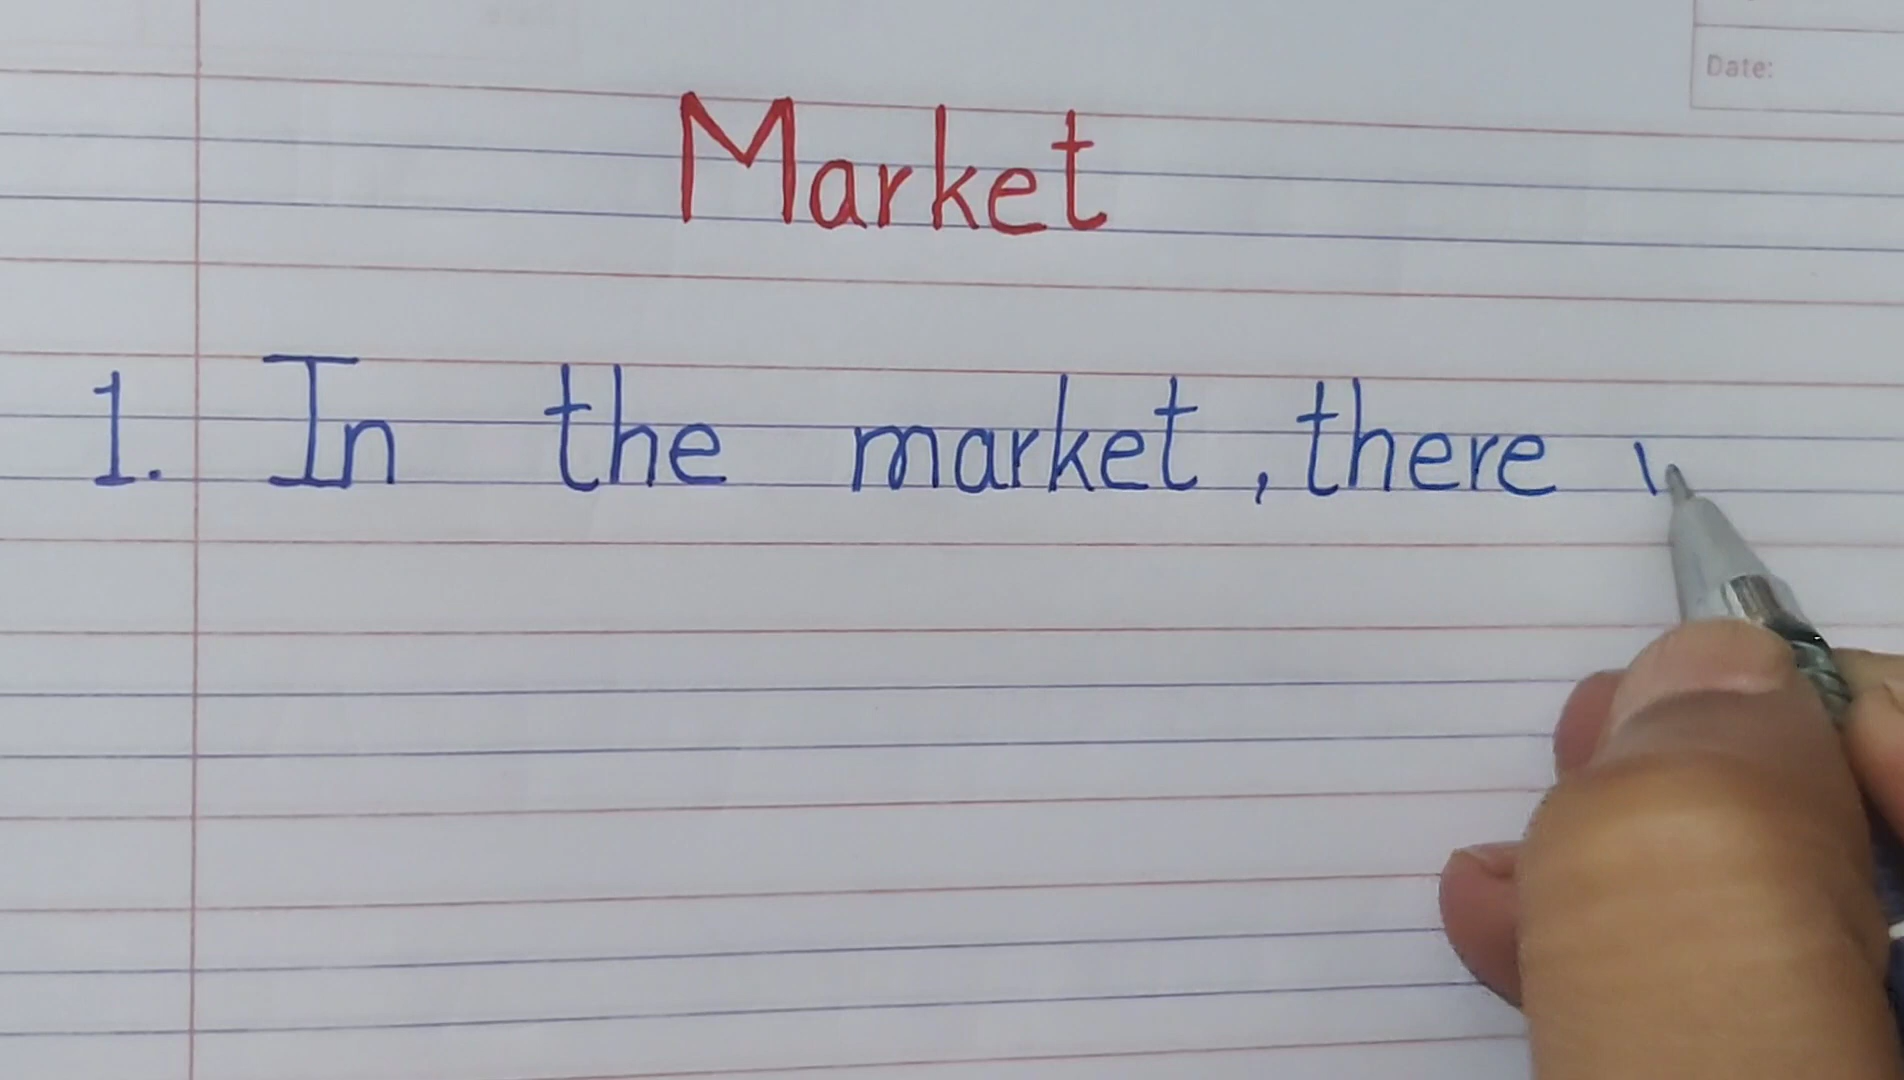 Date:
Market
1. In the market, there